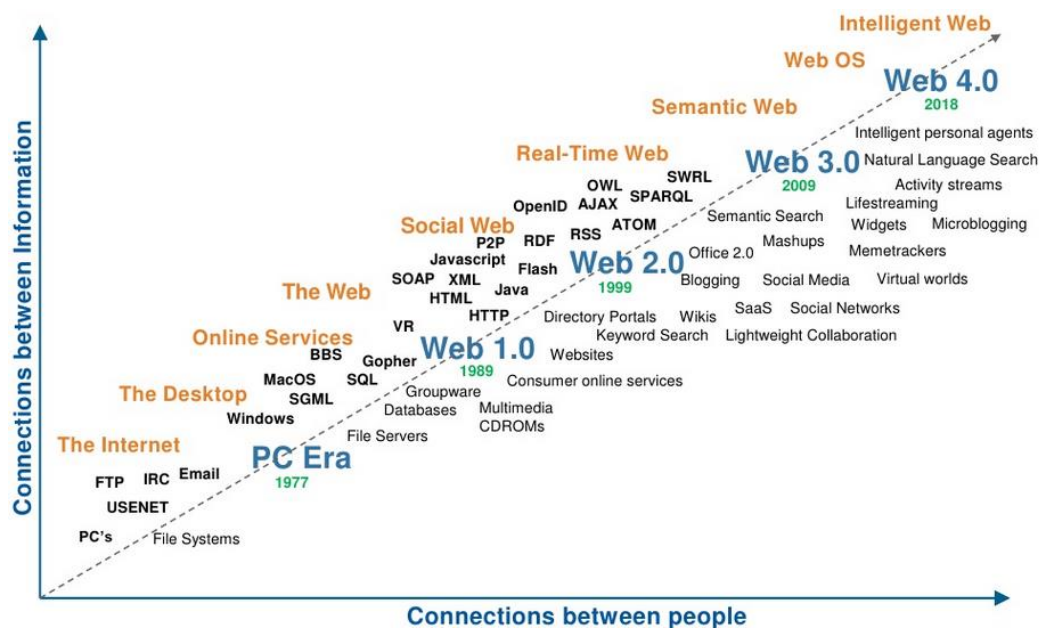 Intelligent Web
Web OS
Web 4.0
2018
Semantic Web
Intelligent personal agents
Real-Time Web
Web 3.0
Natural Language Search
2009
SWRL
OWL
Activity streams
SPARQL
OpenID
AJAX
Lifestreaming
Semantic Search
Social Web
ATOM
Widgets
Microblogging
RSS
P2P
RDF
Mashups
Office 2.0
Memetrackers
Javascript
Flash
Web 2.0
SOAP
XML
Blogging
Social Media
Virtual worlds
1999
The Web
Java
HTML
HTTP
SaaS
Social Networks
Directory Portals
Wikis
VR
Keyword Search
Lightweight Collaboration
Online Services
BBS
Web 1.0
Websites
Gopher
1989
MacOS
SQL
Consumer online services
The Desktop
SGML
Groupware
Windows
Databases
Multimedia
CDROMs
File Servers
The Internet
PC Era
FTP
IRC
Email
1977
USENET
PC's
File Systems
Connections between Information
Connections between people